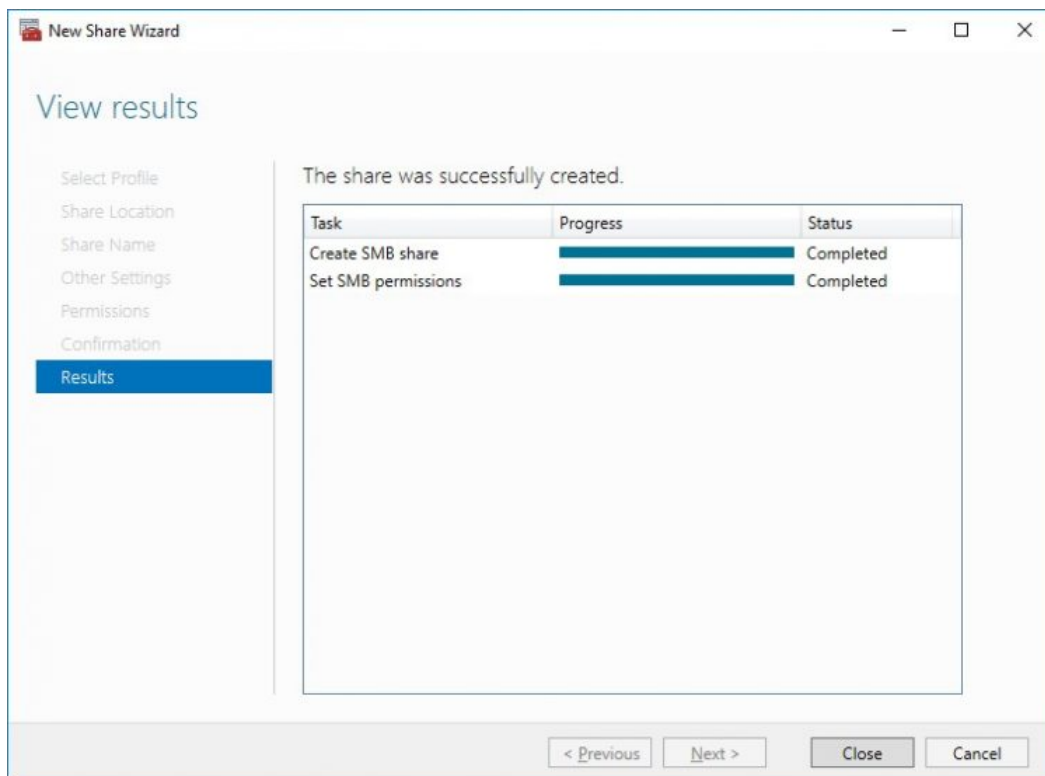 New Share Wizard
View results
Select Profile
Share Location
Share Name
Other Settings
Permissions
Confirmation
Results
The share was successfully created.
Task Progress Status
Create SMB share Completed
Set SMB permissions Completed
< Previous Next > Close Cancel